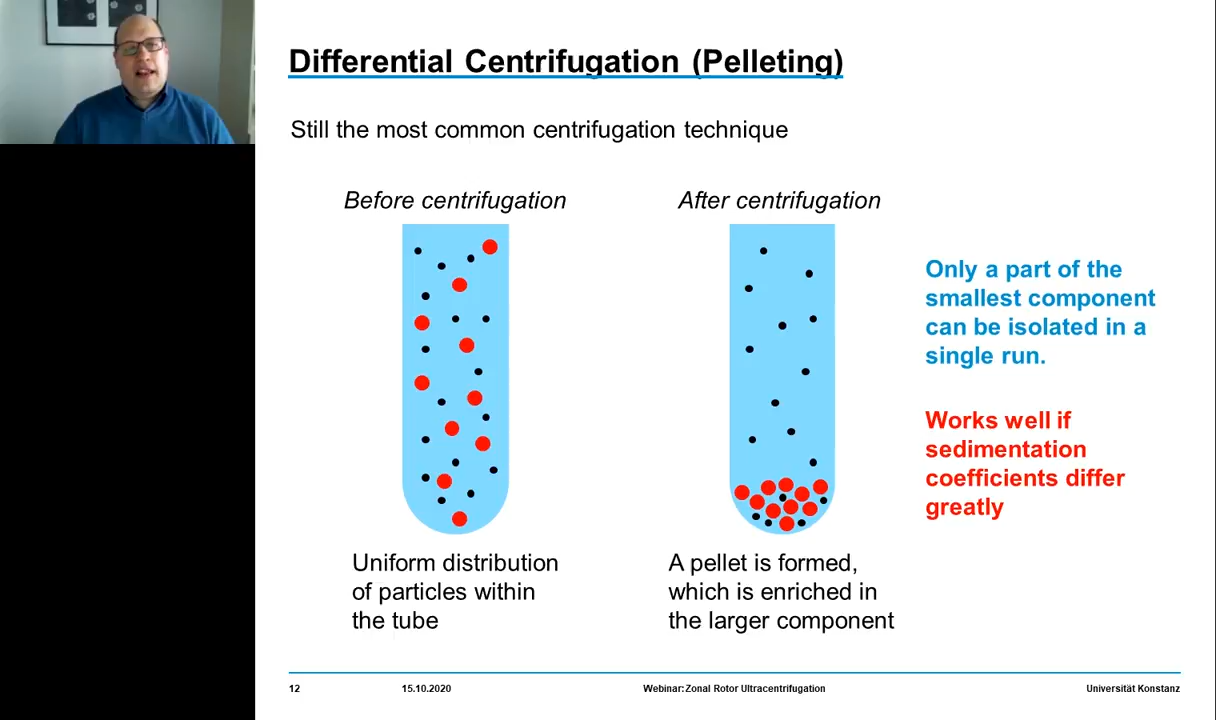 Differential Centrifugation (Pelleting)
Still the most common centrifugation technique
Before centrifugation
After centrifugation
Only a part of the
smallest component
can be isolated in a
single run.
Works well if
sedimentation
coefficients differ
greatly
Uniform distribution
of particles within
the tube
A pellet is formed,
which is enriched in
the larger component
12
15.10.2020
Webinar: Zonal Rotor Ultracentrifugation
Universität Konstanz